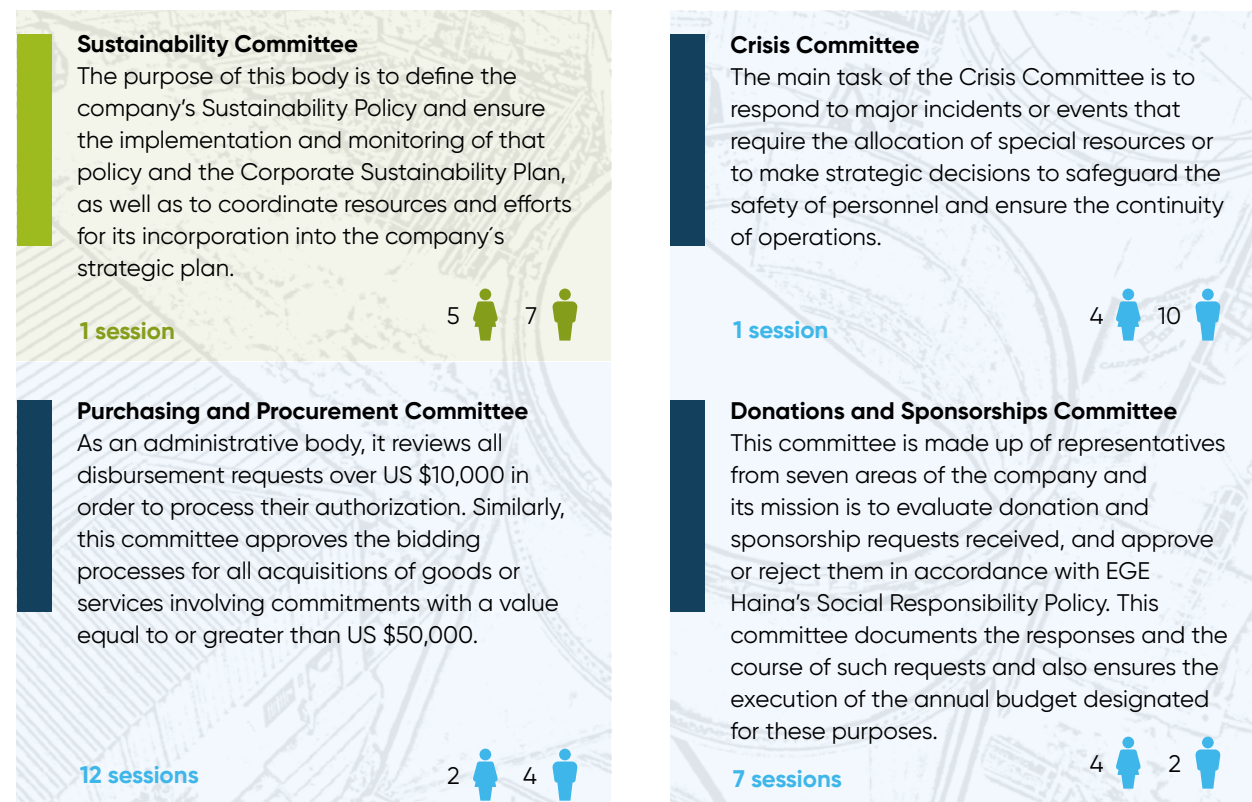 Sustainability Committee
The purpose of this body is to define the
company's Sustainability Policy and ensure
the implementation and monitoring of that
policy and the Corporate Sustainability Plan,
as well as to coordinate resources and efforts
for its incorporation into the company´s
strategic plan.
5 7
1 session
Crisis Committee
The main task of the Crisis Committee is to
respond to major incidents or events that
require the allocation of special resources or
to make strategic decisions to safeguard the
safety of personnel and ensure the continuity
of operations.
4 10
1 session
Purchasing and Procurement Committee
As an administrative body, it reviews all
disbursement requests over US $10,000 in
order to process their authorization. Similarly,
this committee approves the bidding
processes for all acquisitions of goods or
services involving commitments with a value
equal to or greater than US $50,000.
12 sessions
2 4
Donations and Sponsorships Committee
This committee is made up of representatives
from seven areas of the company and
its mission is to evaluate donation and
sponsorship requests received, and approve
or reject them in accordance with EGE
Haina's Social Responsibility Policy. This
committee documents the responses and the
course of such requests and also ensures the
execution of the annual budget designated
for these purposes.
4 2
7 sessions